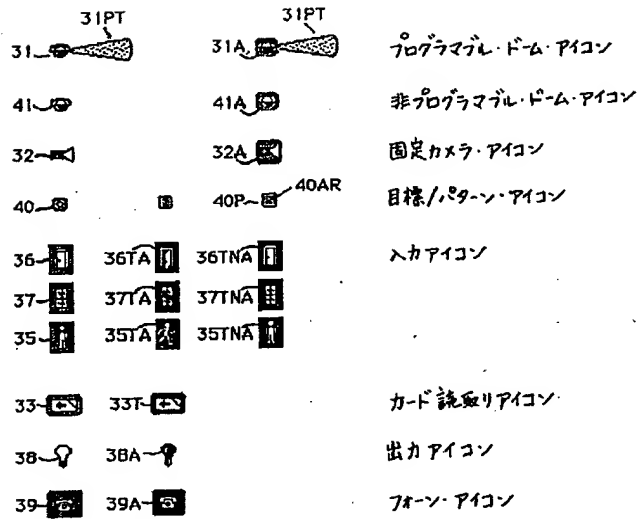 31PT 31PT
31 31A プログラマブル・ドーム・アイコン
41 41A 非プログラマブル・ドーム・アイコン
32 32A 固定カメラ・アイコン
40 40P 40AR 目標/パターン・アイコン
36 36TA 36TNA 入力アイコン
37 37TA 37TNA
35 35TA 35TNA
33 33T カード読取りアイコン
38 38A 出力アイコン
39 39A フォーン・アイコン